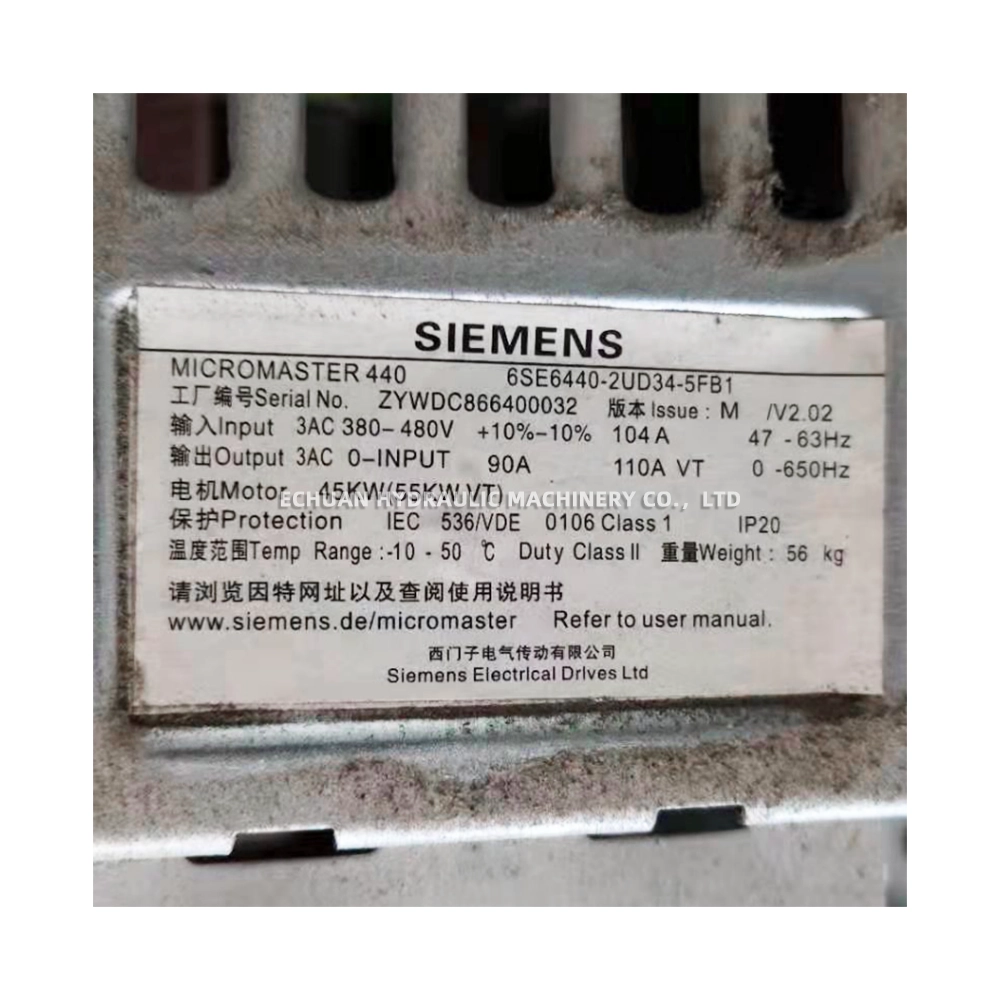 SIEMENS
MICROMASTER 440 6SE6440-2UD34-5FB1
工厂编号Serial No. ZYWDC866400032 版本Issue: M /V2.02
输入Input 3AC 380-480V +10%-10% 104A 47 -63Hz
输出Output 3AC 0-INPUT 90A 110A VT 0 -650Hz
电机Motor 45KW(55KW VT)
ECHUAN HYDRAULIC MACHINERY CO., LTD
保护Protection IEC 536/VDE 0106 Class 1 IP20
温度范围Temp Range:-10 - 50 ℃ Duty Class II 重量Weight: 56 kg
请浏览因特网址以及查阅使用说明书
www.siemens.de/micromaster Refer to user manual.
西门子电气传动有限公司
Siemens Electrical Drives Ltd